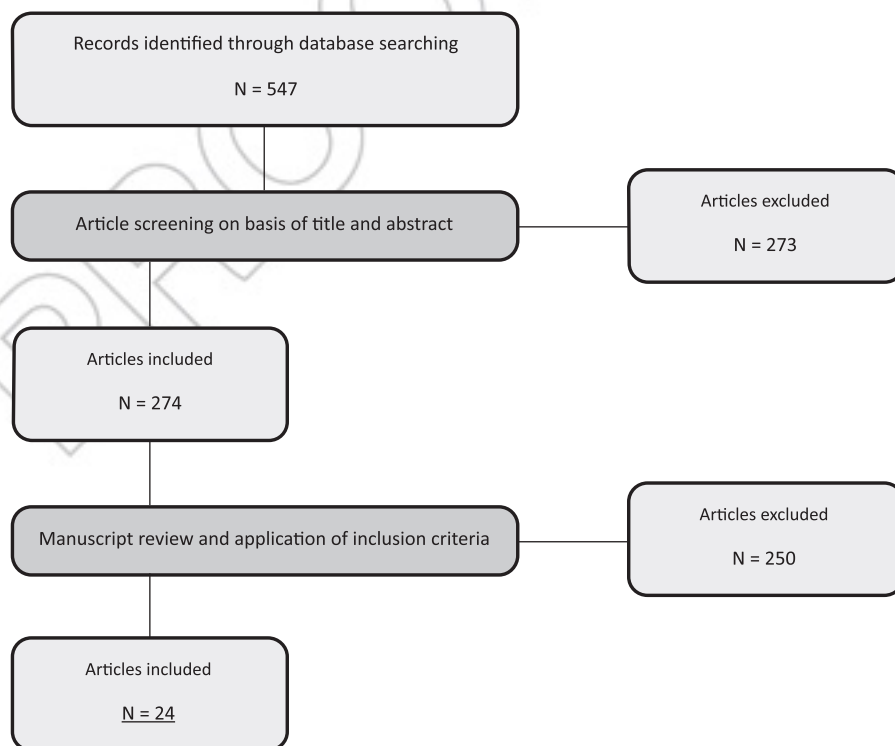 Records identified through database searching
N = 547
Article screening on basis of title and abstract
Articles excluded
N = 273
Articles included
N = 274
Manuscript review and application of inclusion criteria
Articles excluded
N = 250
Articles included
N = 24